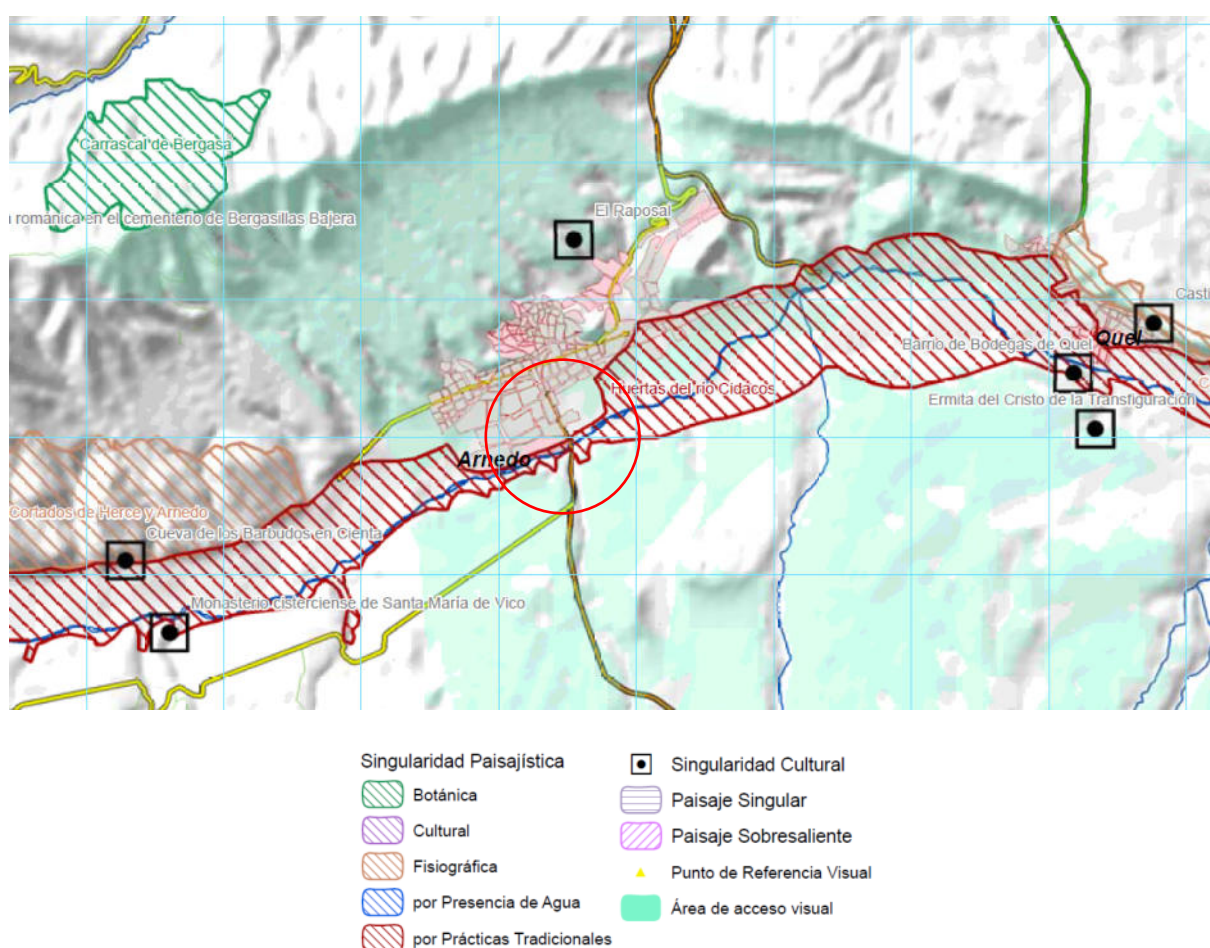 Carrascal de Bergasa
romanica en el cementerio de Bergasillas Bajera
El Raposal
Casti
Quel
Barrio de Bodegas de Quel
Huertas del río Cidacos
Ermita del Cristo de la Transfiguración
Arnedo
Cortados de Herce y Arnedo
Cueva de los Barbudos en Cienta
Monasterio cisterciense de Santa María de Vico
Singularidad Paisajística
Botánica
Cultural
Fisiográfica
por Presencia de Agua
por Prácticas Tradicionales
Singularidad Cultural
Paisaje Singular
Paisaje Sobresaliente
Punto de Referencia Visual
Área de acceso visual